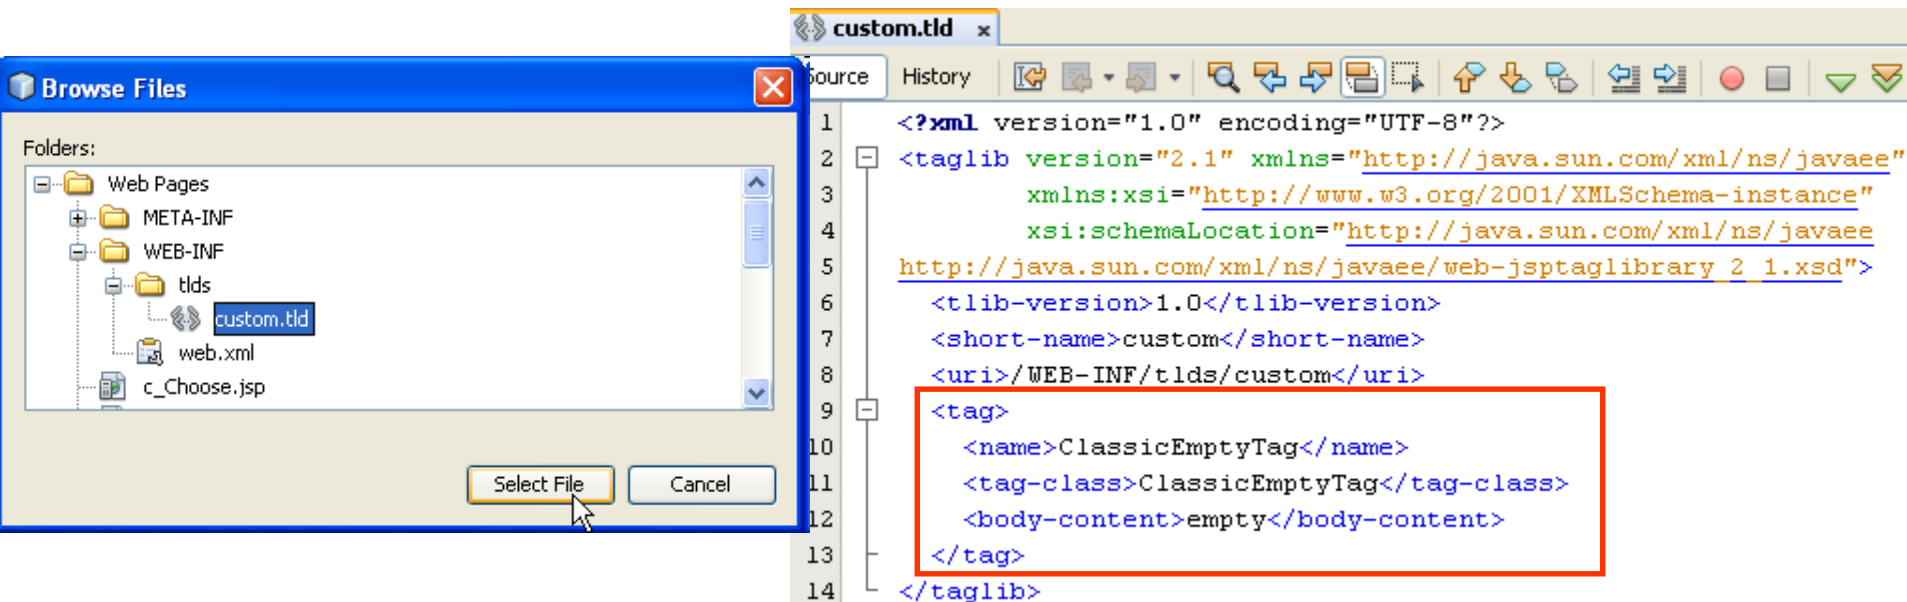 Browse Files
Folders:
Web Pages
META-INF
WEB-INF
tlds
custom.tld
web.xml
c_Choose.jsp
Select File
Cancel
custom.tld x
Source History
1 <?xml version="1.0" encoding="UTF-8"?>
2 <taglib version="2.1" xmlns="http://java.sun.com/xml/ns/javaee"
3 xmlns:xsi="http://www.w3.org/2001/XMLSchema-instance"
4 xsi:schemaLocation="http://java.sun.com/xml/ns/javaee
5 http://java.sun.com/xml/ns/javaee/web-jsptaglibrary_2_1.xsd">
6 <tlib-version>1.0</tlib-version>
7 <short-name>custom</short-name>
8 <uri>/WEB-INF/tlds/custom</uri>
9 <tag>
10 <name>ClassicEmptyTag</name>
11 <tag-class>ClassicEmptyTag</tag-class>
12 <body-content>empty</body-content>
13 </tag>
14 </taglib>